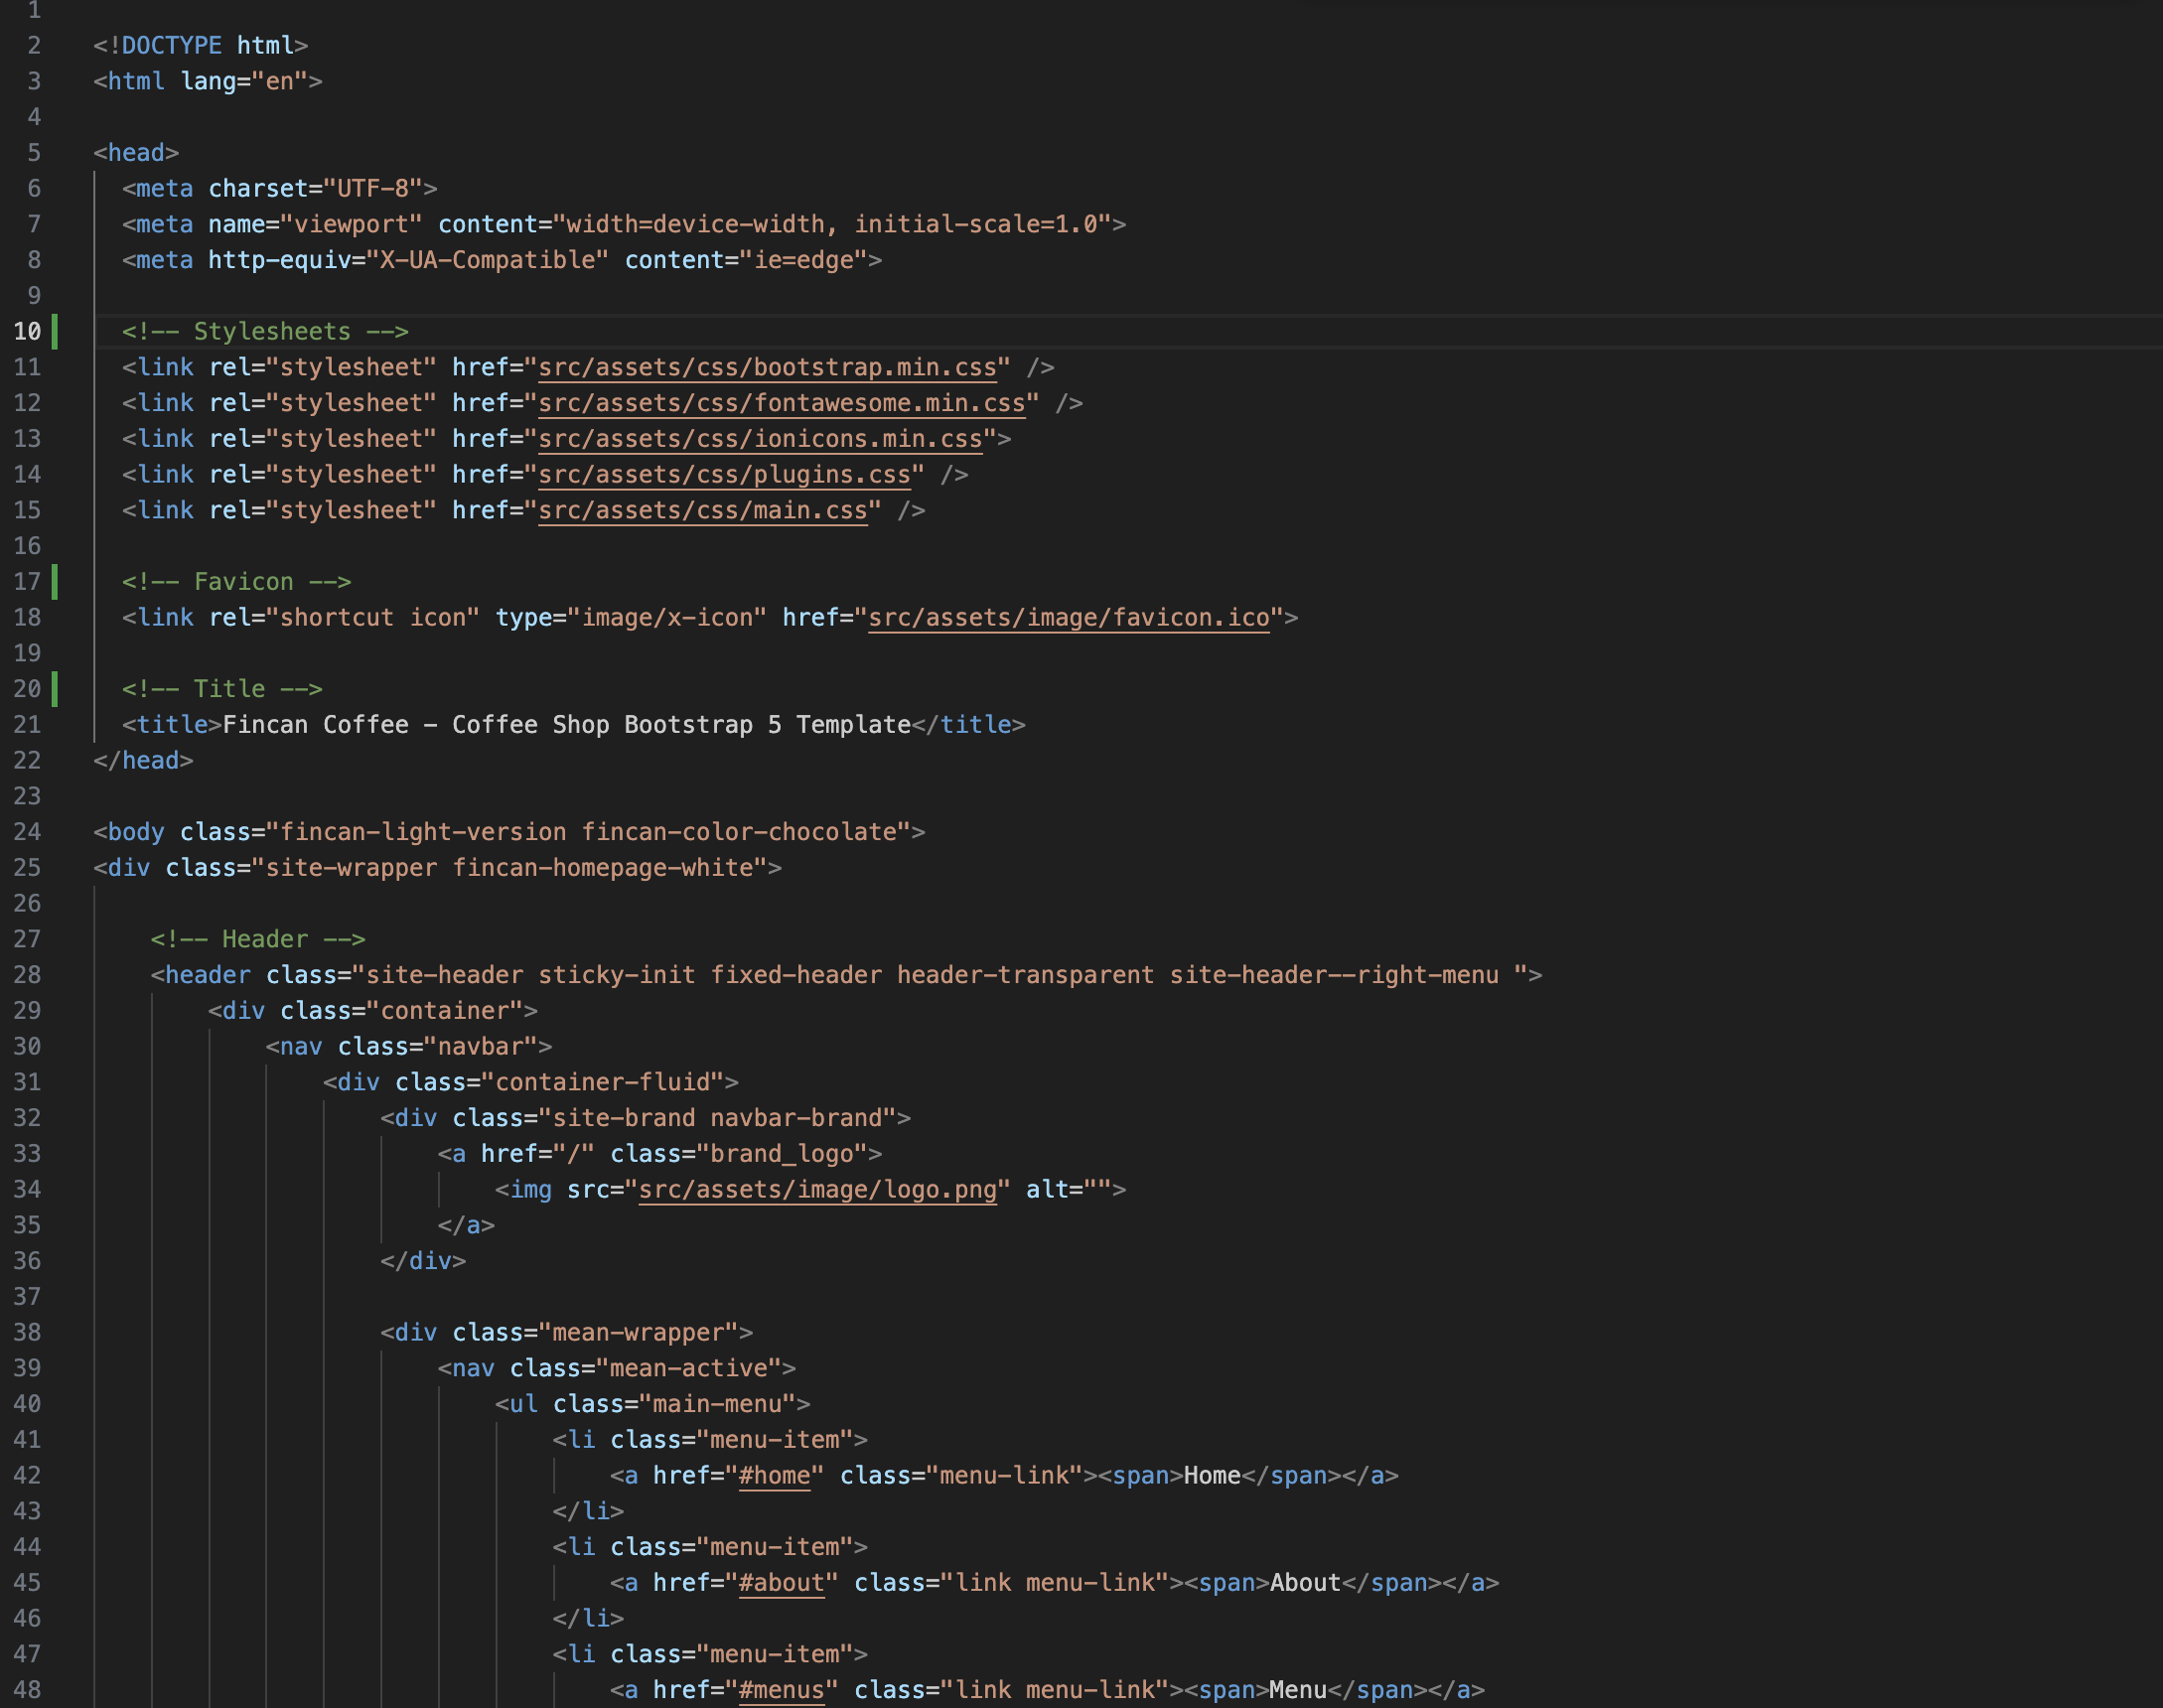 1
2 <!DOCTYPE html>
3 <html lang="en">
4
5 <head>
6 <meta charset="UTF-8">
7 <meta name="viewport" content="width=device-width, initial-scale=1.0">
8 <meta http-equiv="X-UA-Compatible" content="ie=edge">
9
10 <!-- Stylesheets -->
11 <link rel="stylesheet" href="src/assets/css/bootstrap.min.css" />
12 <link rel="stylesheet" href="src/assets/css/fontawesome.min.css" />
13 <link rel="stylesheet" href="src/assets/css/ionicons.min.css">
14 <link rel="stylesheet" href="src/assets/css/plugins.css" />
15 <link rel="stylesheet" href="src/assets/css/main.css" />
16
17 <!-- Favicon -->
18 <link rel="shortcut icon" type="image/x-icon" href="src/assets/image/favicon.ico">
19
20 <!-- Title -->
21 <title>Fincan Coffee - Coffee Shop Bootstrap 5 Template</title>
22 </head>
23
24 <body class="fincan-light-version fincan-color-chocolate">
25 <div class="site-wrapper fincan-homepage-white">
26
27 <!-- Header -->
28 <header class="site-header sticky-init fixed-header header-transparent site-header--right-menu ">
29 <div class="container">
30 <nav class="navbar">
31 <div class="container-fluid">
32 <div class="site-brand navbar-brand">
33 <a href="/" class="brand_logo">
34 <img src="src/assets/image/logo.png" alt="">
35 </a>
36 </div>
37
38 <div class="mean-wrapper">
39 <nav class="mean-active">
40 <ul class="main-menu">
41 <li class="menu-item">
42 <a href="#home" class="menu-link"><span>Home</span></a>
43 </li>
44 <li class="menu-item">
45 <a href="#about" class="link menu-link"><span>About</span></a>
46 </li>
47 <li class="menu-item">
48 <a href="#menus" class="link menu-link"><span>Menu</span></a>